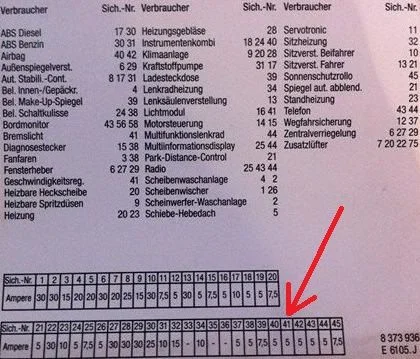 Verbraucher Sich.-Nr. Verbraucher Sich.-Nr. Verbraucher Sich.-Nr.
ABS Diesel 17 30 Heizungsgebläse 28 Servotronic 11
ABS Benzin 30 31 Instrumentenkombi 18 24 40 Sitzheizung 32
Airbag 40 42 Klimaanlage 9 20 28 Sitzverst. Beifahrer 10
Außenspiegelverst. 6 29 Kraftstoffpumpe 31 17 Sitzverst. Fahrer 13 21
Aut. Stabili.-Cont. 8 17 31 Ladesteckdose 39 Sonnenschutzrollo 45
Bel. Innen-/Gepäckr. 4 Lenkradheizung 34 Spiegel aut. abblend. 21
Bel. Make-Up-Spiegel 39 Lenksäulenverstellung 13 Standheizung 23
Bel. Schaltkulisse 24 38 Lichtmodul 16 41 Telefon 43 44
Bordmonitor 43 56 58 Motorsteuerung 14 15 Wegfahrsicherung 12 37
Bremslicht 41 Multifunktionslenkrad 44 Zentralverriegelung 6 27 29
Diagnosestecker 15 38 Multiinformationsdisplay 25 44 Zusatzlüfter 7 20 22 75
Fanfaren 3 38 Park-Distance-Control 21
Fensterheber 6 27 29 Radio 25 43 44
Geschwindigkeitsreg. 41 Scheibenwaschanlage 4 2
Heizbare Heckscheibe 20 Scheibenwischer 1 26
Heizbare Spritzdüsen 9 Scheinwerfer-Waschanlage 2
Heizung 20 23 Schiebe-Hebedach 5
Sich.-Nr. 1 2 3 4 5 6 7 8 9 10 11 12 13 14 15 16 17 18 19 20
Ampere 30 30 15 20 20 30 20 30 25 15 30 7,5 5 30 5 7,5 10 5 5 7,5
Sich.-Nr. 21 22 23 24 25 26 27 28 29 30 31 32 33 34 35 36 37 38 39 40 41 42 43 44 45
Ampere 5 30 10 5 7,5 20 30 30 30 30 10 15 - 10 - - 5 5 7,5 5 5 5 5 5 7,5
8 373 936
E 6105 J